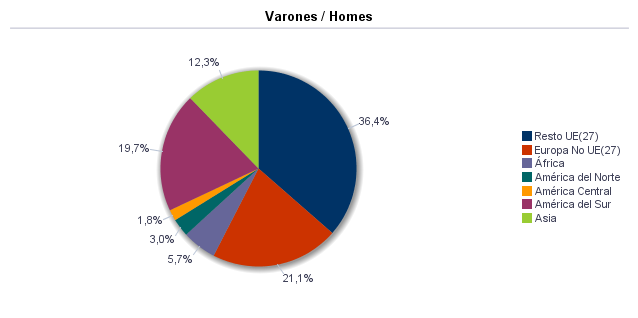 Varones / Homes
12,3%
36,4%
19,7%
1,8%
3,0%
5,7%
21,1%
Resto UE(27)
Europa No UE(27)
África
América del Norte
América Central
América del Sur
Asia